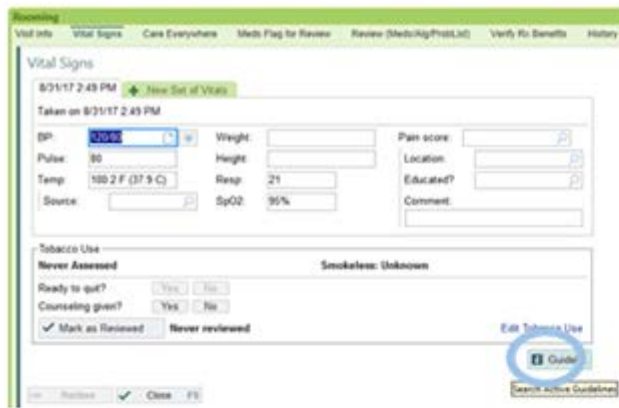 Rooming
Visit Info Vital Signs Care Everywhere Meds Flag for Review Review (Meds/Alg/ProbList) Verify Rx Benefits History
Vital Signs
8/31/17 2:49 PM New Set of Vitals
Taken on 8/31/17 2:49 PM
BP: 120/80 Weight: Pain score:
Pulse: 80 Height: Location:
Temp: 100.2 F (37.9 C) Resp: 21 Educated?
Source: SpO2: 95% Comment:
Tobacco Use
Never Assessed Smokeless: Unknown
Ready to quit? Yes No
Counseling given? Yes No
Mark as Reviewed Never reviewed Edit Tobacco Use
Guide
Search Active Guidelines
Restore Close F9